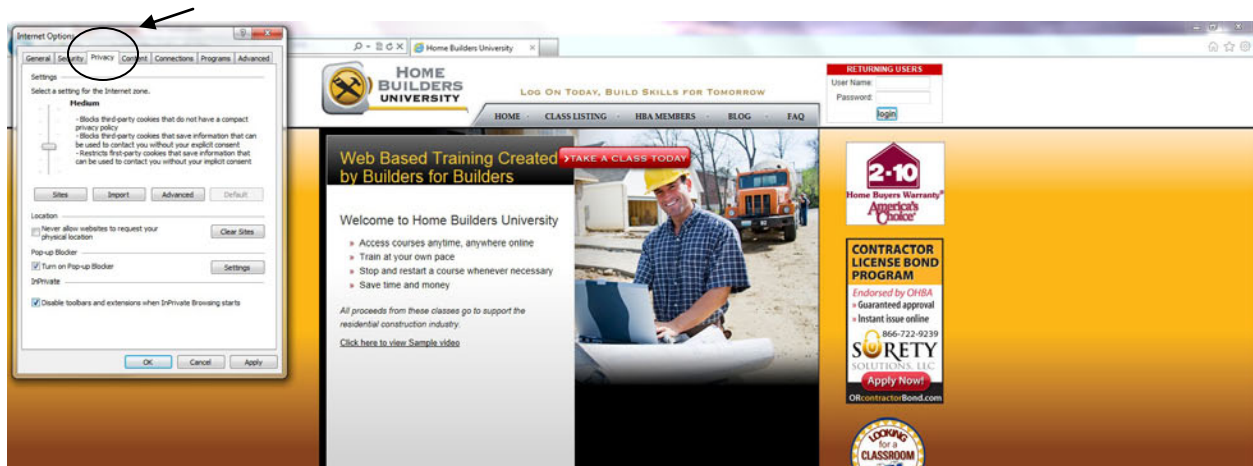 Internet Options
General Security Privacy Content Connections Programs Advanced
Settings
Select a setting for the Internet zone.
Medium
- Blocks third-party cookies that do not have a compact
privacy policy
- Blocks third-party cookies that save information that can
be used to contact you without your explicit consent
- Restricts first-party cookies that save information that
can be used to contact you without your implicit consent
Sites Import Advanced Default
Location
Never allow websites to request your
physical location
Clear Sites
Pop-up Blocker
Turn on Pop-up Blocker
Settings
InPrivate
Disable toolbars and extensions when InPrivate Browsing starts
OK Cancel Apply
Home Builders University
HOME
BUILDERS
UNIVERSITY
LOG ON TODAY, BUILD SKILLS FOR TOMORROW
HOME CLASS LISTING HBA MEMBERS BLOG FAQ
RETURNING USERS
User Name:
Password:
login
Web Based Training Created
by Builders for Builders
TAKE A CLASS TODAY
Welcome to Home Builders University
» Access courses anytime, anywhere online
» Train at your own pace
» Stop and restart a course whenever necessary
» Save time and money
All proceeds from these classes go to support the
residential construction industry.
Click here to view Sample video
2-10
Home Buyers Warranty®
America's
Choice®
CONTRACTOR
LICENSE BOND
PROGRAM
Endorsed by OHBA
» Guaranteed approval
» Instant issue online
866-722-9239
SURETY
SOLUTIONS, LLC
Apply Now!
ORcontractorBond.com
LOOKING
for a
CLASSROOM